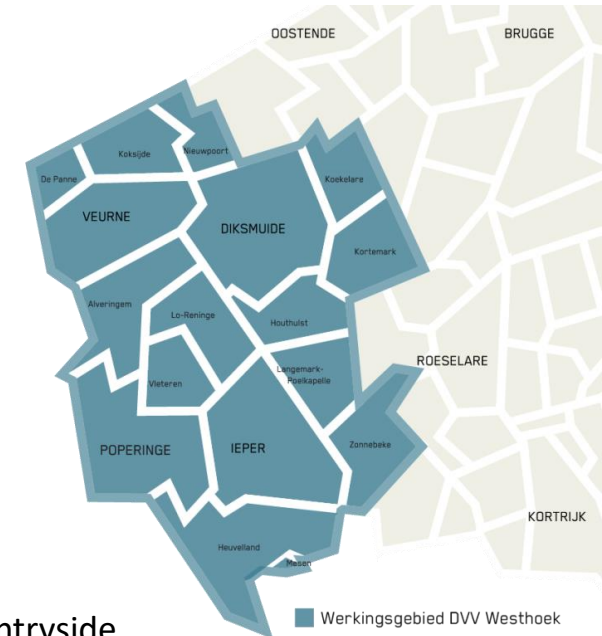 OOSTENDE
BRUGGE
Koksijde
Nieuwpoort
De Panne
Koekelare
VEURNE
DIKSMUIDE
Kortemark
Alveringem
Lo-Reninge
Houthulst
ROESELARE
Langemark-
Poelkapelle
Vleteren
Zonnebeke
POPERINGE
IEPER
KORTRIJK
Heuvelland
Mesen
Werkingsgebied DVV Westhoek
ntryside